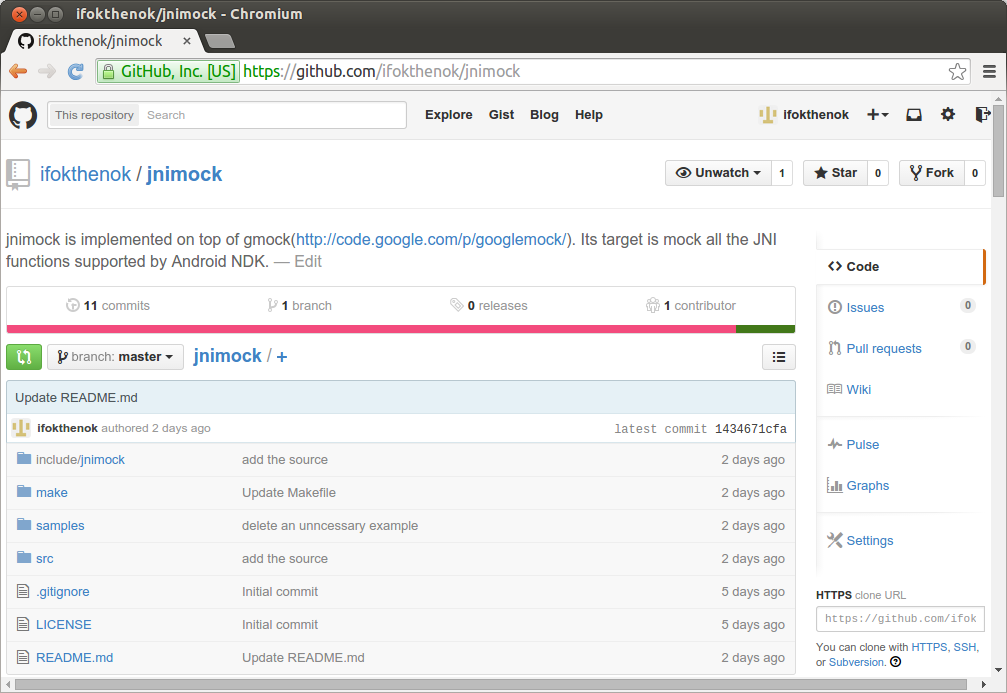 ifokthenok/jnimock - Chromium
ifokthenok/jnimock
GitHub, Inc. [US] https://github.com/ifokthenok/jnimock
This repository Search Explore Gist Blog Help ifokthenok
ifokthenok / jnimock Unwatch 1 Star 0 Fork 0
jnimock is implemented on top of gmock(http://code.google.com/p/googlemock/). Its target is mock all the JNI
functions supported by Android NDK. — Edit
11 commits 1 branch 0 releases 1 contributor
branch: master jnimock / +
Update README.md
ifokthenok authored 2 days ago latest commit 1434671cfa
include/jnimock add the source 2 days ago
make Update Makefile 2 days ago
samples delete an unncessary example 2 days ago
src add the source 2 days ago
.gitignore Initial commit 5 days ago
LICENSE Initial commit 5 days ago
README.md Update README.md 2 days ago
Code
Issues 0
Pull requests 0
Wiki
Pulse
Graphs
Settings
HTTPS clone URL
https://github.com/ifok
You can clone with HTTPS, SSH,
or Subversion.